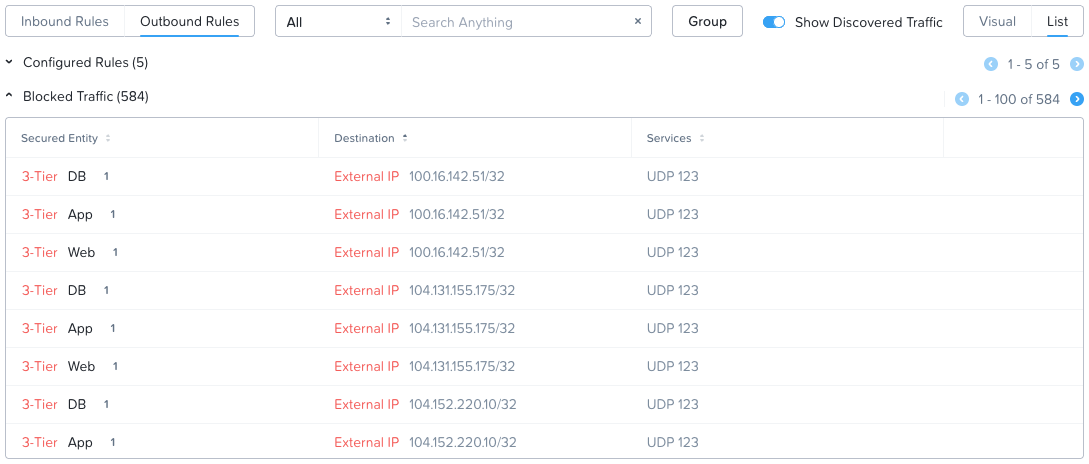 Inbound Rules Outbound Rules All Search Anything × Group Show Discovered Traffic Visual List
Configured Rules (5) 1 - 5 of 5
Blocked Traffic (584) 1 - 100 of 584
Secured Entity Destination Services
3-Tier DB 1 External IP 100.16.142.51/32 UDP 123
3-Tier App 1 External IP 100.16.142.51/32 UDP 123
3-Tier Web 1 External IP 100.16.142.51/32 UDP 123
3-Tier DB 1 External IP 104.131.155.175/32 UDP 123
3-Tier App 1 External IP 104.131.155.175/32 UDP 123
3-Tier Web 1 External IP 104.131.155.175/32 UDP 123
3-Tier DB 1 External IP 104.152.220.10/32 UDP 123
3-Tier App 1 External IP 104.152.220.10/32 UDP 123